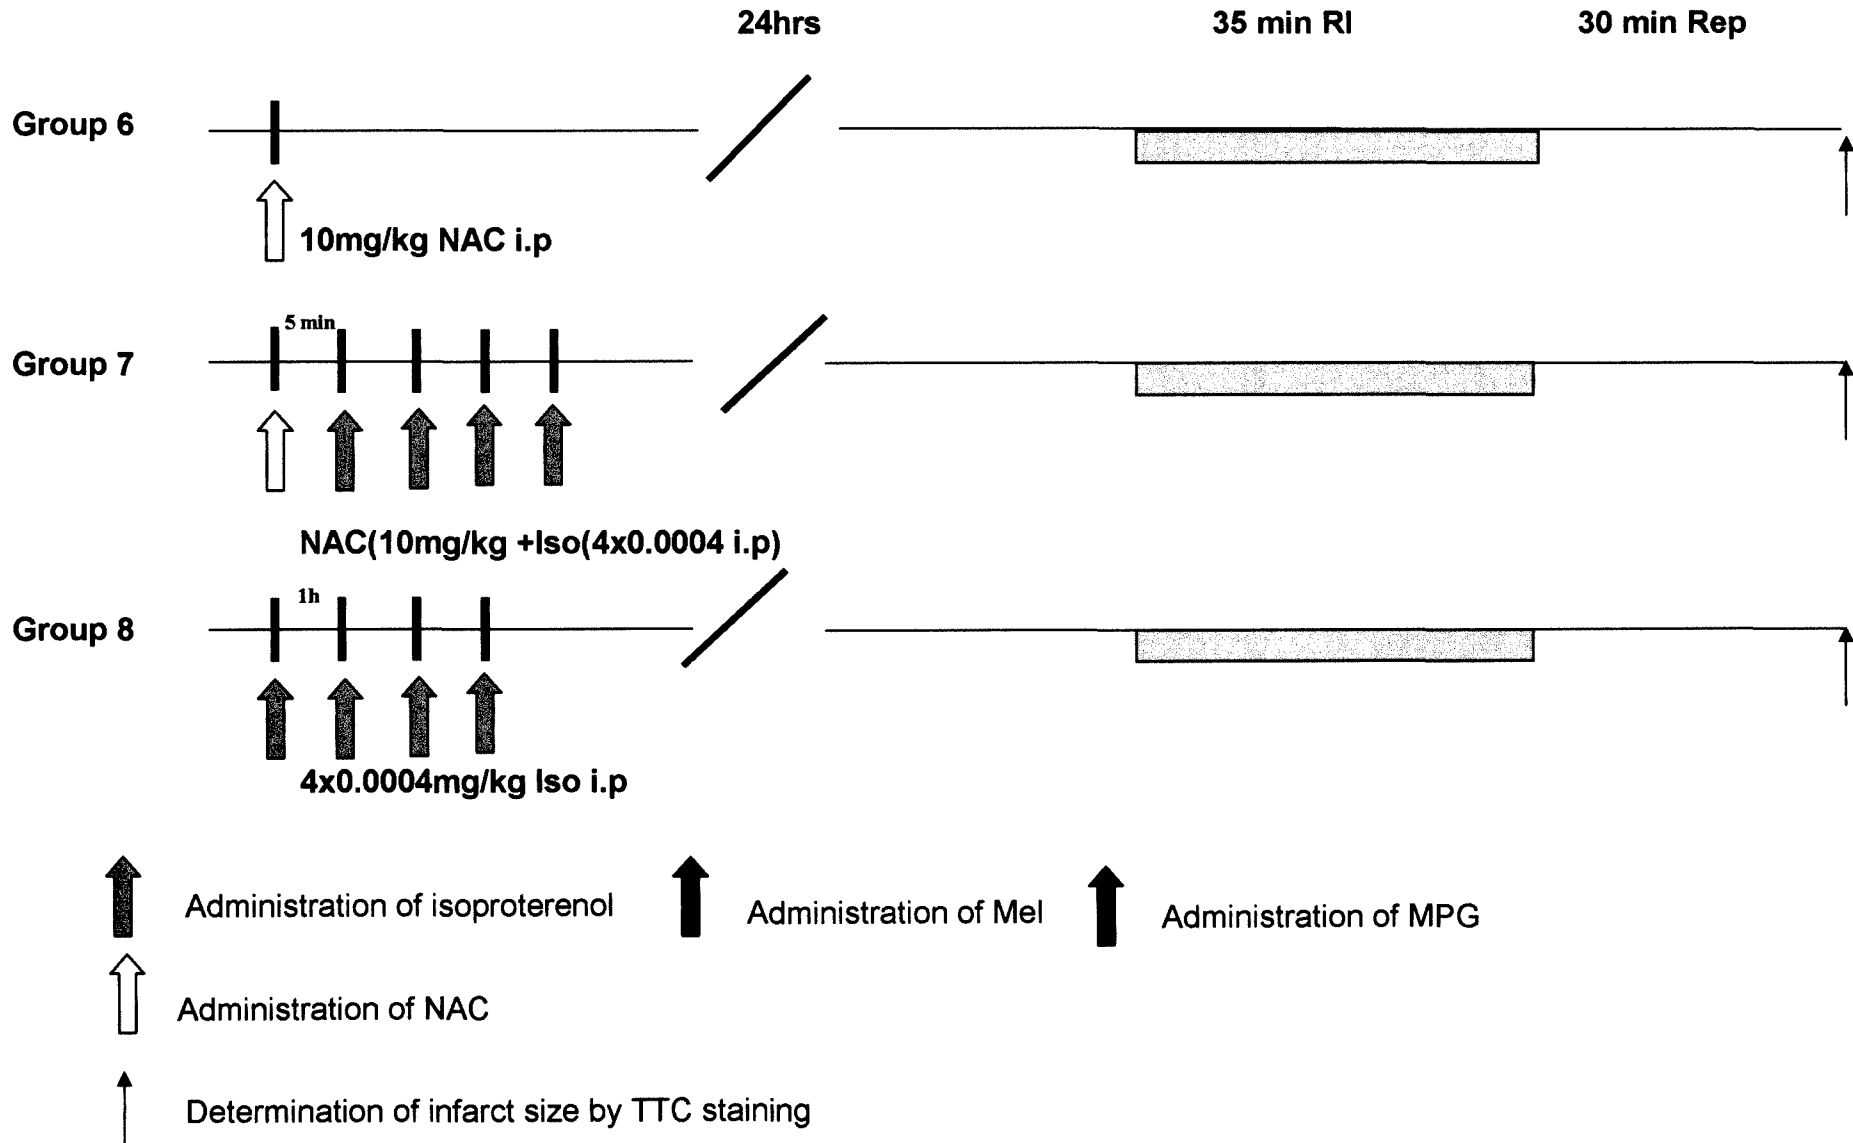 24hrs 35 min RI 30 min Rep
Group 6
10mg/kg NAC i.p
5 min
Group 7
NAC(10mg/kg +Iso(4x0.0004 i.p)
1h
Group 8
4x0.0004mg/kg Iso i.p
Administration of isoproterenol Administration of Mel Administration of MPG
Administration of NAC
Determination of infarct size by TTC staining